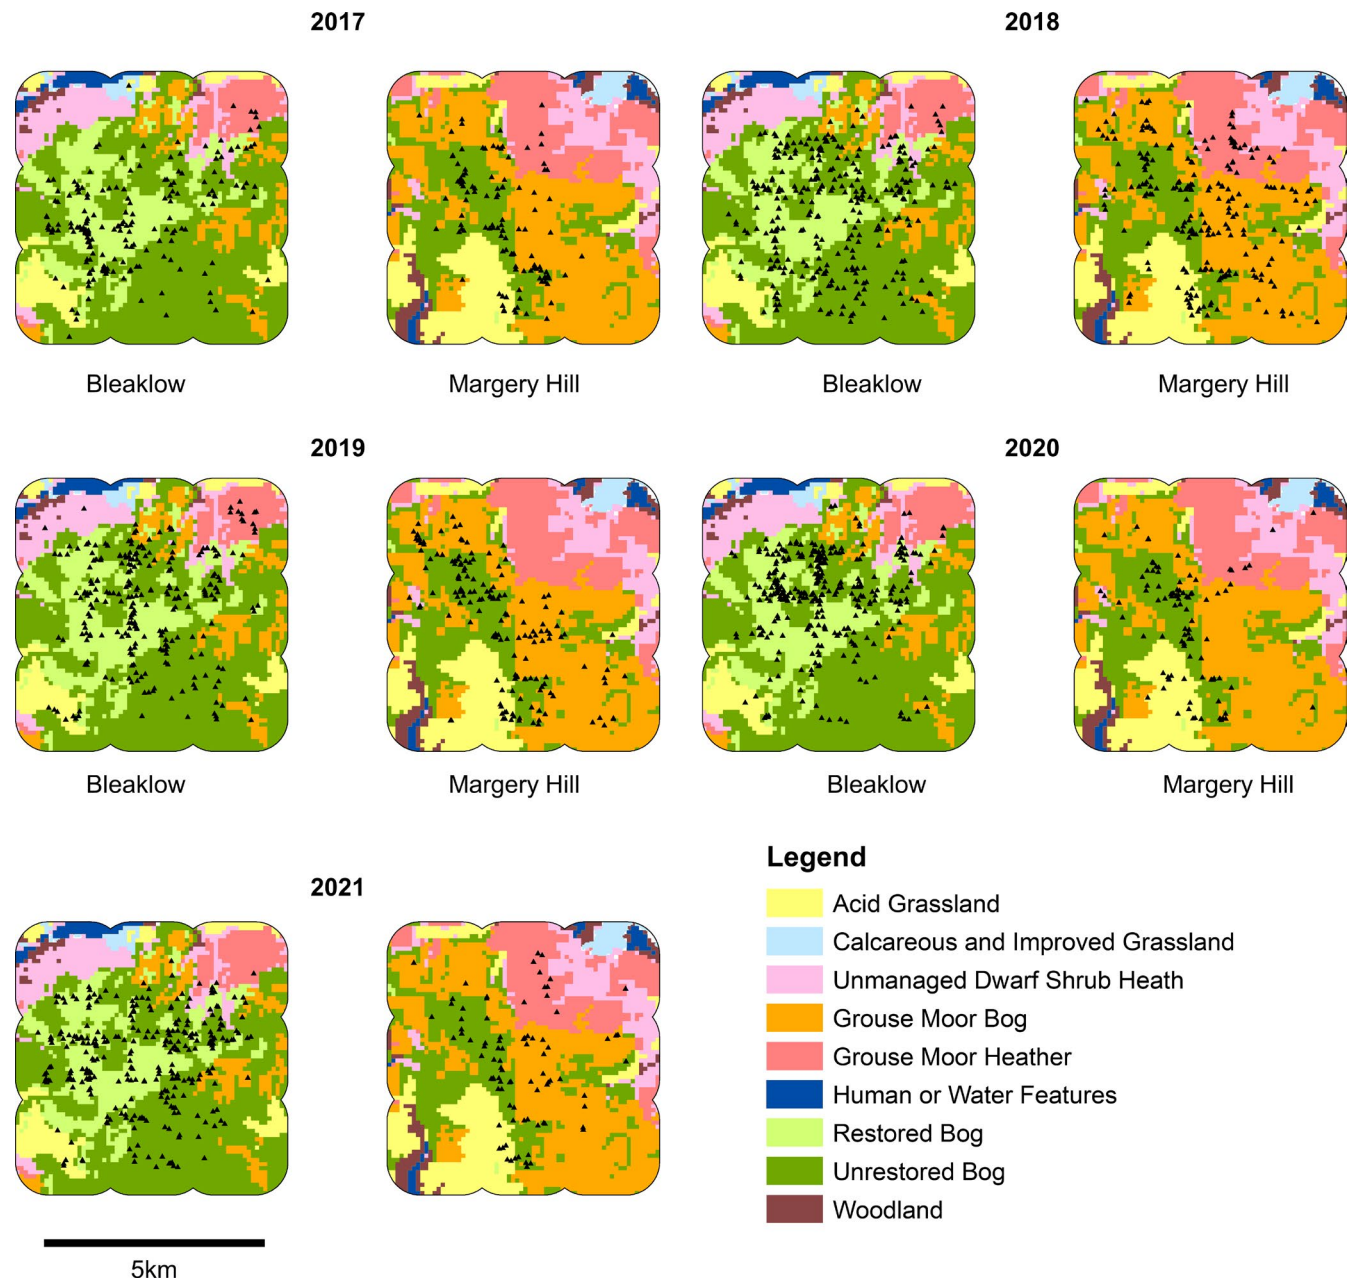 2017
2018
Bleaklow
Margery Hill
Bleaklow
Margery Hill
2019
2020
Bleaklow
Margery Hill
Bleaklow
Margery Hill
2021
Legend
Acid Grassland
Calcareous and Improved Grassland
Unmanaged Dwarf Shrub Heath
Grouse Moor Bog
Grouse Moor Heather
Human or Water Features
Restored Bog
Unrestored Bog
Woodland
5km